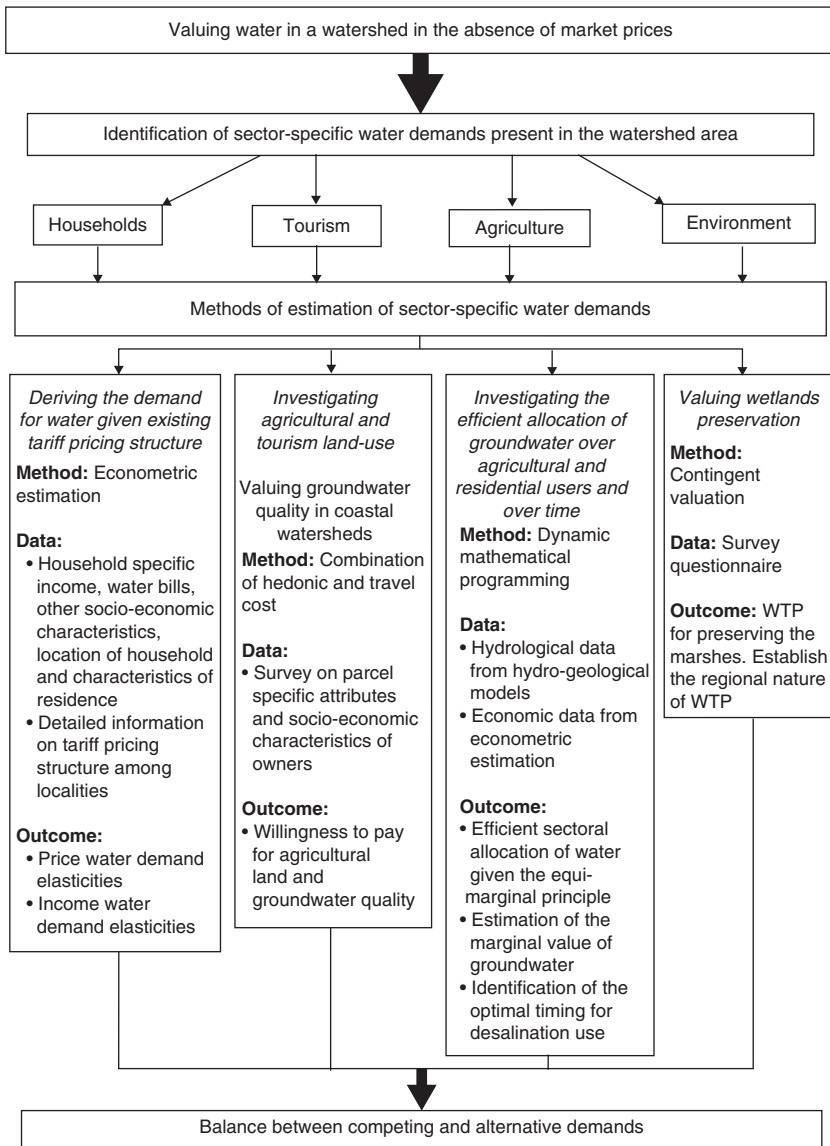 Valuing water in a watershed in the absence of market prices
Identification of sector-specific water demands present in the watershed area
Households
Tourism
Agriculture
Environment
Methods of estimation of sector-specific water demands
Deriving the demand
for water given existing
tariff pricing structure
Method: Econometric
estimation
Data:
• Household specific
income, water bills,
other socio-economic
characteristics,
location of household
and characteristics of
residence
• Detailed information
on tariff pricing
structure among
localities
Outcome:
• Price water demand
elasticities
• Income water
demand elasticities
Investigating
agricultural and
tourism land-use
Valuing groundwater
quality in coastal
watersheds
Method: Combination
of hedonic and travel
cost
Data:
• Survey on parcel
specific attributes
and socio-economic
characteristics of
owners
Outcome:
• Willingness to pay
for agricultural
land and
groundwater quality
Investigating the
efficient allocation of
groundwater over
agricultural and
residential users and
over time
Method: Dynamic
mathematical
programming
Data:
• Hydrological data
from hydro-geological
models
• Economic data from
econometric
estimation
Outcome:
• Efficient sectoral
allocation of water
given the equi-
marginal principle
• Estimation of the
marginal value of
groundwater
• Identification of the
optimal timing for
desalination use
Valuing wetlands
preservation
Method:
Contingent
valuation
Data: Survey
questionnaire
Outcome: WTP
for preserving the
marshes. Establish
the regional nature
of WTP
Balance between competing and alternative demands